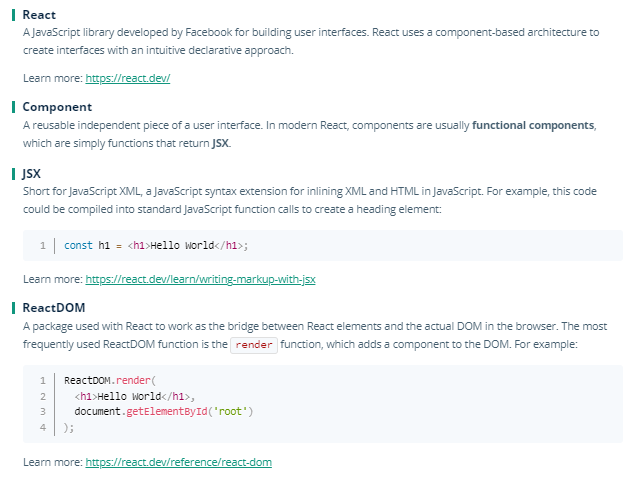 React
A JavaScript library developed by Facebook for building user interfaces. React uses a component-based architecture to
create interfaces with an intuitive declarative approach.
Learn more: https://react.dev/
Component
A reusable independent piece of a user interface. In modern React, components are usually functional components,
which are simply functions that return JSX.
JSX
Short for JavaScript XML, a JavaScript syntax extension for inlining XML and HTML in JavaScript. For example, this code
could be compiled into standard JavaScript function calls to create a heading element:
1 const h1 = <h1>Hello World</h1>;
Learn more: https://react.dev/learn/writing-markup-with-jsx
ReactDOM
A package used with React to work as the bridge between React elements and the actual DOM in the browser. The most
frequently used ReactDOM function is the render function, which adds a component to the DOM. For example:
1 ReactDOM.render(
2 <h1>Hello World</h1>,
3 document.getElementById('root')
4 );
Learn more: https://react.dev/reference/react-dom